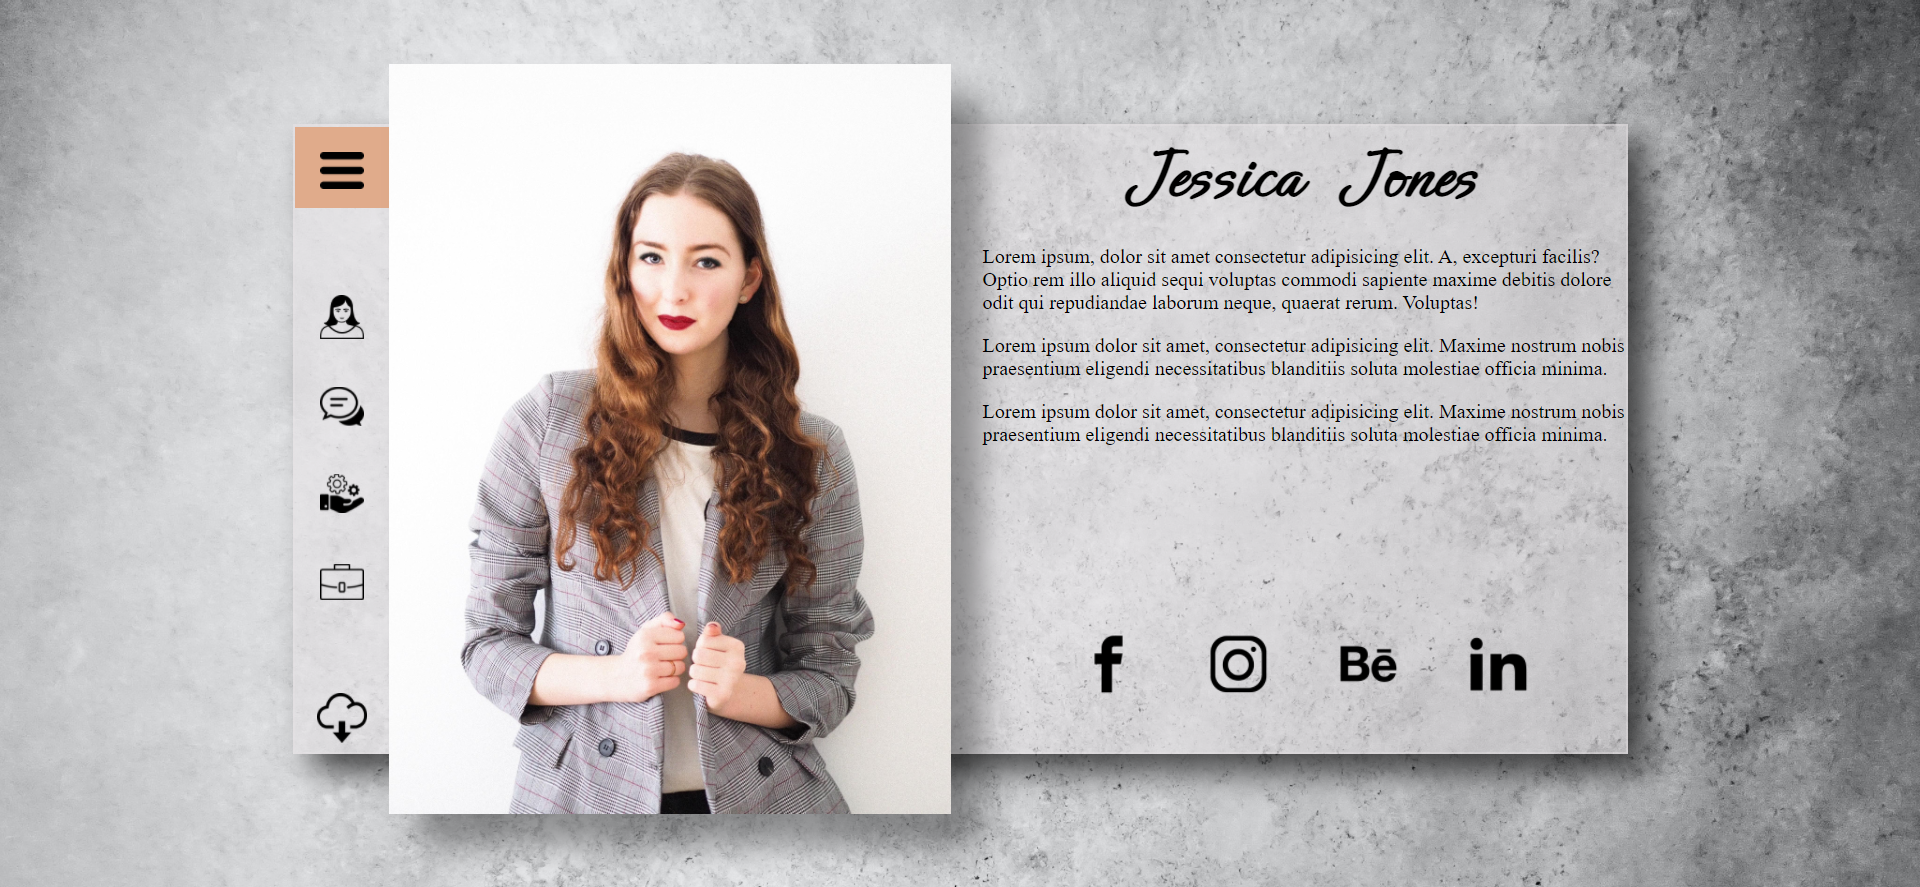 Jessica Jones
Lorem ipsum, dolor sit amet consectetur adipisicing elit. A, excepturi facilis?
Optio rem illo aliquid sequi voluptas commodi sapiente maxime debitis dolore
odit qui repudiandae laborum neque, quaerat rerum. Voluptas!
Lorem ipsum dolor sit amet, consectetur adipisicing elit. Maxime nostrum nobis
praesentium eligendi necessitatibus blanditiis soluta molestiae officia minima.
Lorem ipsum dolor sit amet, consectetur adipisicing elit. Maxime nostrum nobis
praesentium eligendi necessitatibus blanditiis soluta molestiae officia minima.
f Bē in